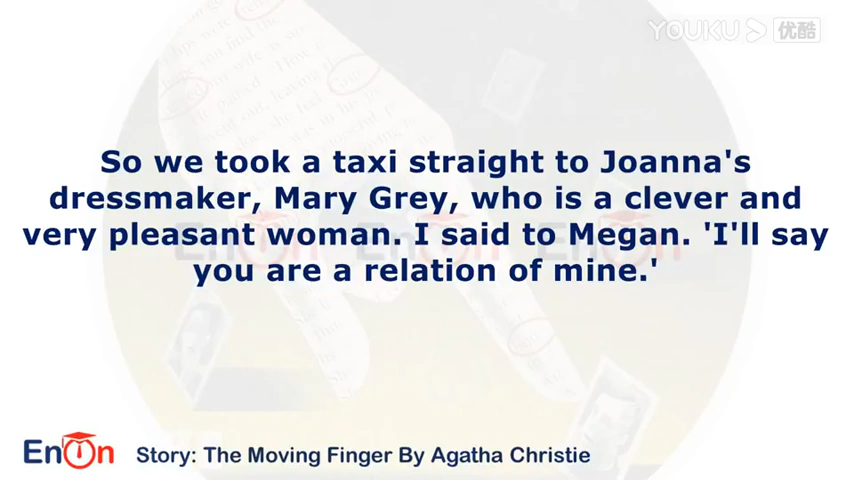 YOUKU 优酷
So we took a taxi straight to Joanna's
dressmaker, Mary Grey, who is a clever and
very pleasant woman. I said to Megan. 'I'll say
you are a relation of mine.'
EnOn
Story: The Moving Finger By Agatha Christie